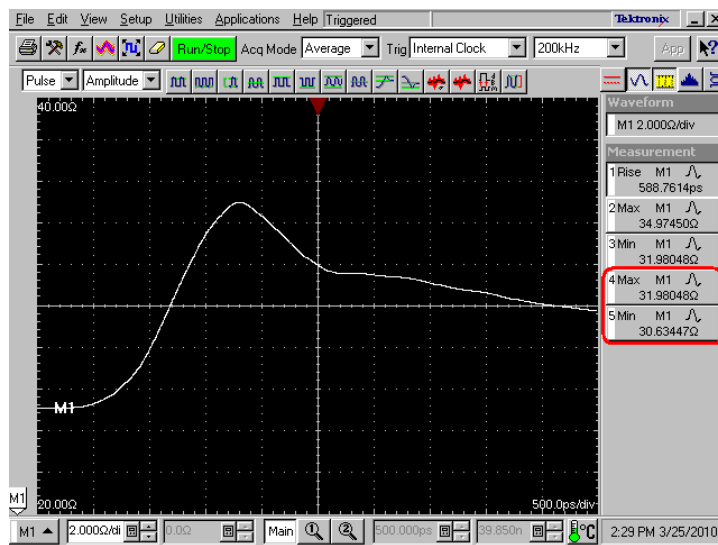 File Edit View Setup Utilities Applications Help Triggered Tektronix
Run/Stop Acq Mode Average Trig Internal Clock 200kHz App
Pulse Amplitude
40.00Ω
Waveform
M1 2.000Ω/div
Measurement
1 Rise M1
588.7614ps
2 Max M1
34.97450Ω
3 Min M1
31.98048Ω
4 Max M1
31.98048Ω
5 Min M1
30.63447Ω
M1
M1
20.00Ω 500.0ps/div
M1 2.000Ω/di 0.0Ω Main 1 2 500.000ps 39.850n °C 2:29 PM 3/25/2010